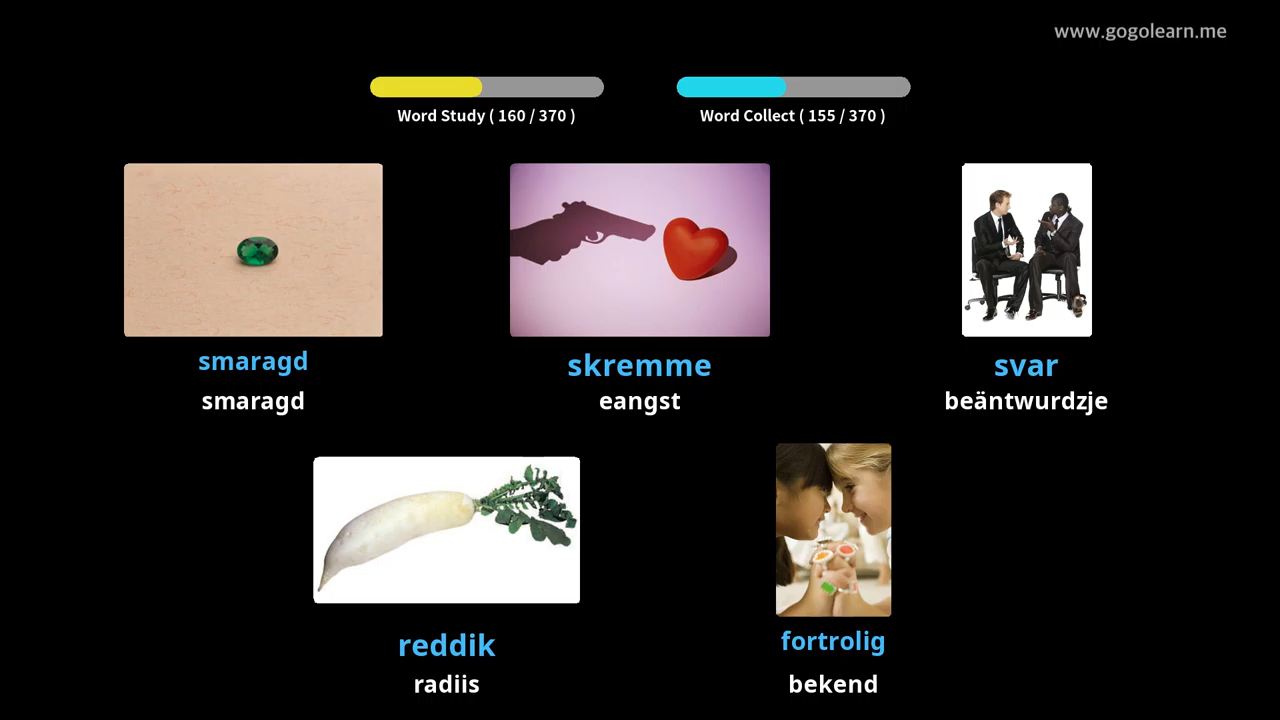 www.gogolearn.me
Word Study ( 160 / 370 )
Word Collect ( 155 / 370 )
smaragd
smaragd
skremme
eangst
svar
beäntwurdzje
reddik
radiis
fortrolig
bekend